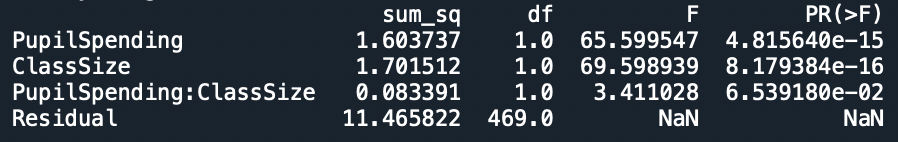 sum_sq df F PR(>F)
PupilSpending 1.603737 1.0 65.599547 4.815640e-15
ClassSize 1.701512 1.0 69.598939 8.179384e-16
PupilSpending:ClassSize 0.083391 1.0 3.411028 6.539180e-02
Residual 11.465822 469.0 NaN NaN